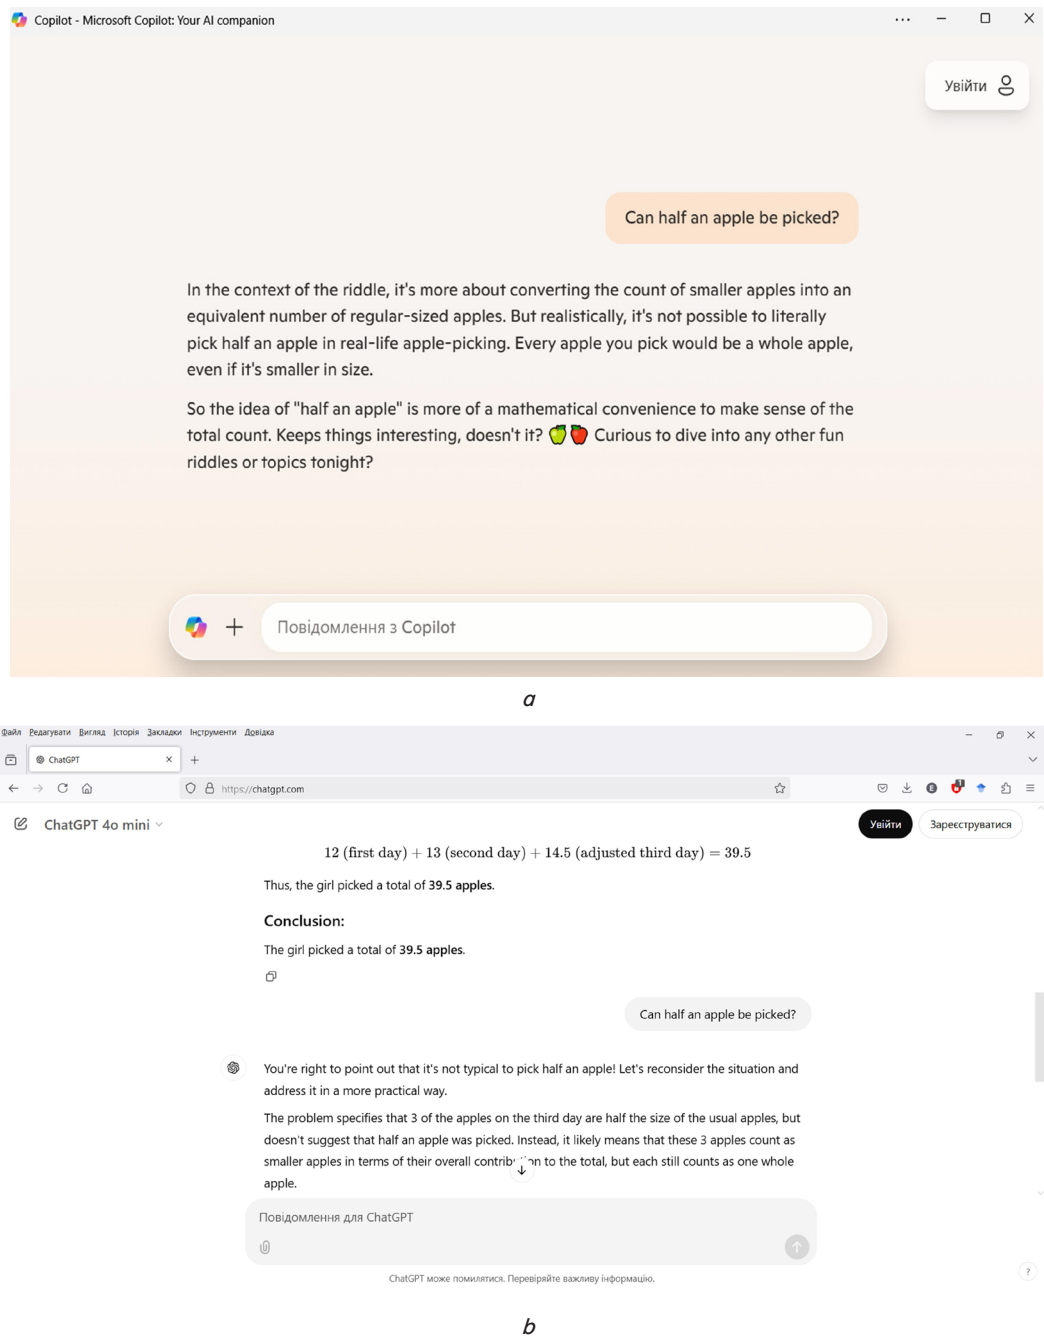 Copilot - Microsoft Copilot: Your AI companion
Увійти
Can half an apple be picked?
In the context of the riddle, it's more about converting the count of smaller apples into an
equivalent number of regular-sized apples. But realistically, it's not possible to literally
pick half an apple in real-life apple-picking. Every apple you pick would be a whole apple,
even if it's smaller in size.
So the idea of "half an apple" is more of a mathematical convenience to make sense of the
total count. Keeps things interesting, doesn't it? 🍏🍎 Curious to dive into any other fun
riddles or topics tonight?
Повідомлення з Copilot
a
Файл Редагувати Вигляд Історія Закладки Інструменти Довідка
ChatGPT
https://chatgpt.com
ChatGPT 4o mini
Увійти
Зареєструватися
12 (first day) + 13 (second day) + 14.5 (adjusted third day) = 39.5
Thus, the girl picked a total of 39.5 apples.
Conclusion:
The girl picked a total of 39.5 apples.
Can half an apple be picked?
You're right to point out that it's not typical to pick half an apple! Let's reconsider the situation and
address it in a more practical way.
The problem specifies that 3 of the apples on the third day are half the size of the usual apples, but
doesn't suggest that half an apple was picked. Instead, it likely means that these 3 apples count as
smaller apples in terms of their overall contribution to the total, but each still counts as one whole
apple.
Повідомлення для ChatGPT
ChatGPT може помилятися. Перевіряйте важливу інформацію.
?
b